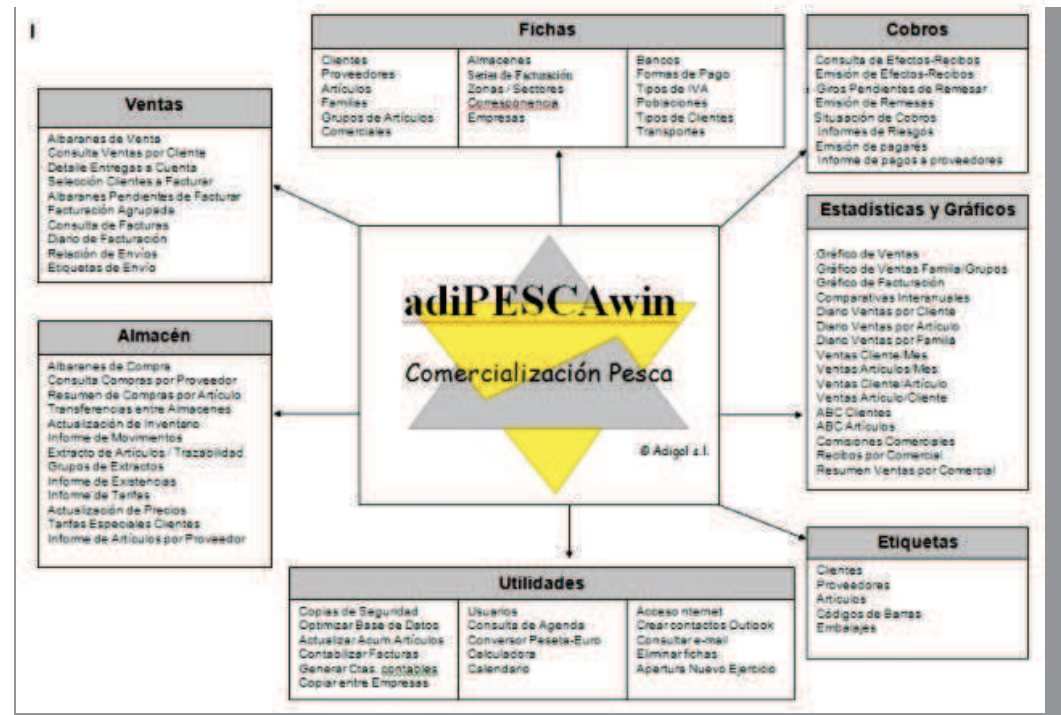 I
Fichas
Clientes
Proveedores
Artículos
Familias
Grupos de Artículos
Comerciales
Almacenes
Series de Facturación
Zonas / Sectores
Corresponencia
Empresas
Bancos
Formas de Pago
Tipos de IVA
Poblaciones
Tipos de Clientes
Transportes
Cobros
Consulta de Efectos-Recibos
Emisión de Efectos-Recibos
Giros Pendientes de Remesar
Emisión de Remesas
Situación de Cobros
Informes de Riesgos
Emisión de pagarés
Informe de pagos a proveedores
Ventas
Albaranes de Venta
Consulta Ventas por Cliente
Detalle Entregas a Cuenta
Selección Clientes a Facturar
Albaranes Pendientes de Facturar
Facturación Agrupada
Consulta de Facturas
Diario de Facturación
Relación de Envíos
Etiquetas de Envío
adiPESCAwin
Comercialización Pesca
© Adigal s.l.
Estadísticas y Gráficos
Gráfico de Ventas
Gráfico de Ventas Familia/Grupos
Gráfico de Facturación
Comparativas Interanuales
Diario Ventas por Cliente
Diario Ventas por Artículo
Diario Ventas por Familia
Ventas Cliente/Mes
Ventas Artículos/Mes
Ventas Cliente/Artículo
Ventas Artículo/Cliente
ABC Clientes
ABC Artículos
Comisiones Comerciales
Recibos por Comercial
Resumen Ventas por Comercial
Almacén
Albaranes de Compra
Consulta Compras por Proveedor
Resumen de Compras por Artículo
Transferencias entre Almacenes
Actualización de Inventario
Informe de Movimientos
Extracto de Artículos / Trazabilidad
Grupos de Extractos
Informe de Existencias
Informe de Tarifas
Actualización de Precios
Tarifas Especiales Clientes
Informe de Artículos por Proveedor
Utilidades
Copias de Seguridad
Optimizar Base de Datos
Actualizar Acum.Artículos
Contabilizar Facturas
Generar Ctas. contables
Copiar entre Empresas
Usuarios
Consulta de Agenda
Conversor Peseta-Euro
Calculadora
Calendario
Acceso nternet
Crear contactos Outlook
Consultar e-mail
Eliminar fichas
Apertura Nuevo Ejercicio
Etiquetas
Clientes
Proveedores
Artículos
Códigos de Barras
Embalajes